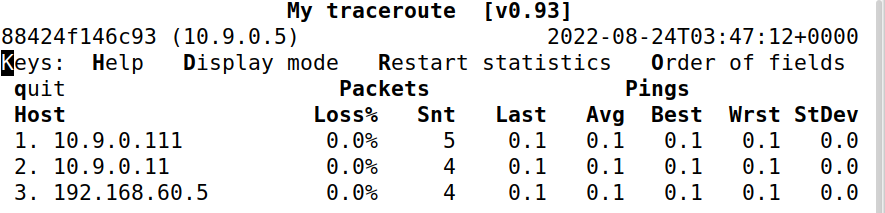 My traceroute  [v0.93]
88424f146c93 (10.9.0.5)                   2022-08-24T03:47:12+0000
Keys:  Help   Display mode   Restart statistics   Order of fields
 quit                     Packets               Pings
 Host                   Loss%   Snt   Last   Avg  Best  Wrst StDev
 1. 10.9.0.111           0.0%     5    0.1   0.1   0.1   0.1   0.0
 2. 10.9.0.11            0.0%     4    0.1   0.1   0.1   0.1   0.0
 3. 192.168.60.5         0.0%     4    0.1   0.1   0.1   0.1   0.0